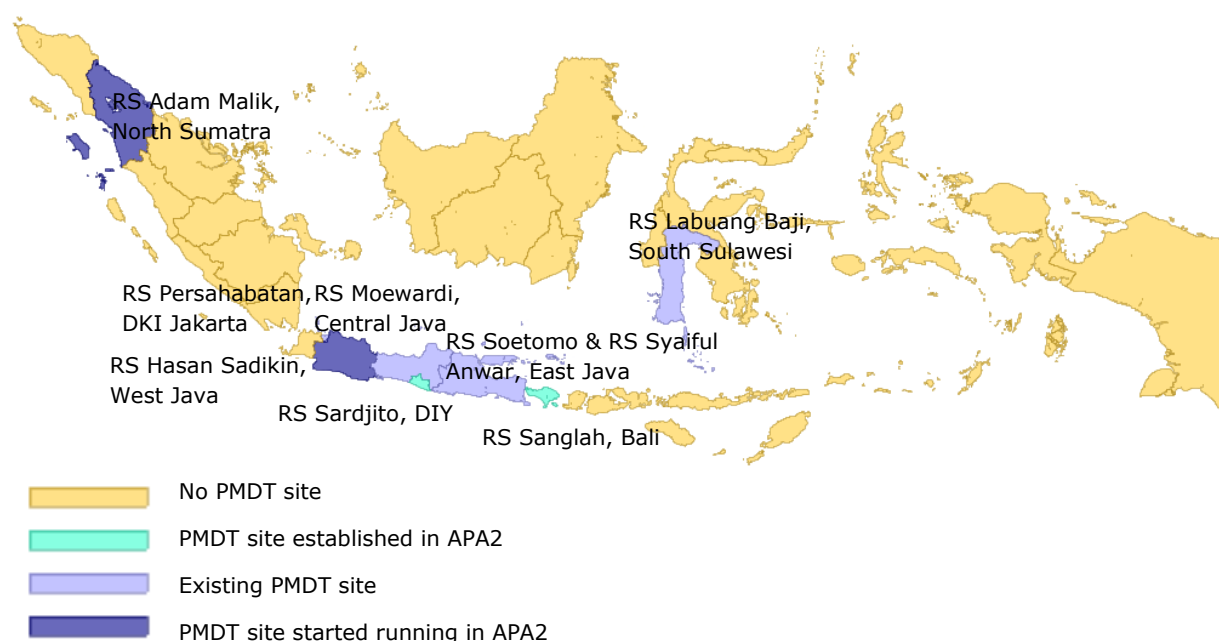 RS Adam Malik,
North Sumatra
RS Labuang Baji,
South Sulawesi
RS Persahabatan,
DKI Jakarta
RS Moewardi,
Central Java
RS Hasan Sadikin,
West Java
RS Soetomo & RS Syaiful
Anwar, East Java
RS Sardjito, DIY
RS Sanglah, Bali
No PMDT site
PMDT site established in APA2
Existing PMDT site
PMDT site started running in APA2